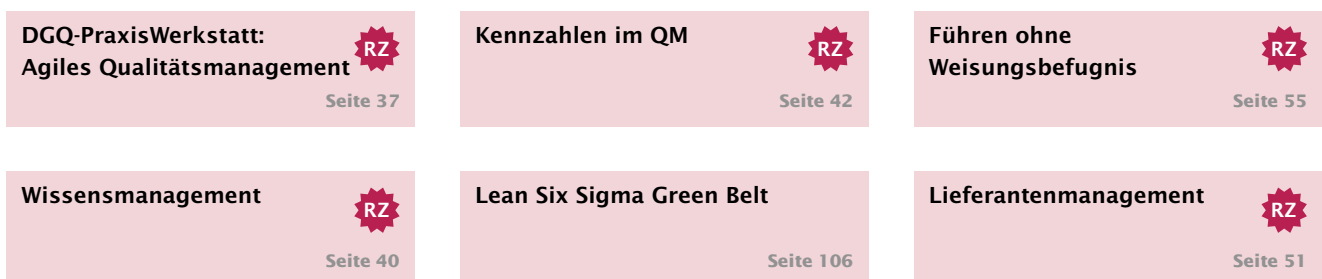 DGQ-PraxisWerkstatt:
Agiles Qualitätsmanagement
RZ
Seite 37
Kennzahlen im QM
RZ
Seite 42
Führen ohne
Weisungsbefugnis
RZ
Seite 55
Wissensmanagement
RZ
Seite 40
Lean Six Sigma Green Belt
Seite 106
Lieferantenmanagement
RZ
Seite 51